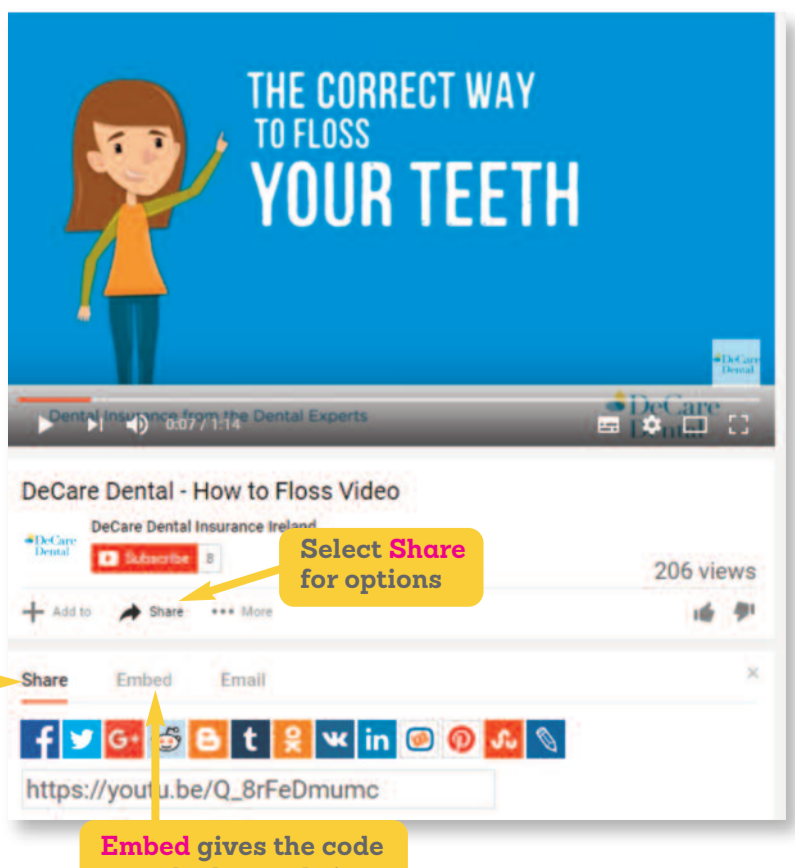 THE CORRECT WAY
TO FLOSS
YOUR TEETH
DeCare
Dental
Dental Insurance from the Dental Experts
DeCare
Dental
0:07 / 1:14
DeCare Dental - How to Floss Video
DeCare Dental Insurance Ireland
DeCare
Dental
Subscribe 8
Select Share
for options
206 views
Add to Share More
Share Embed Email
https://youtu.be/Q_8rFeDmumc
Embed gives the code